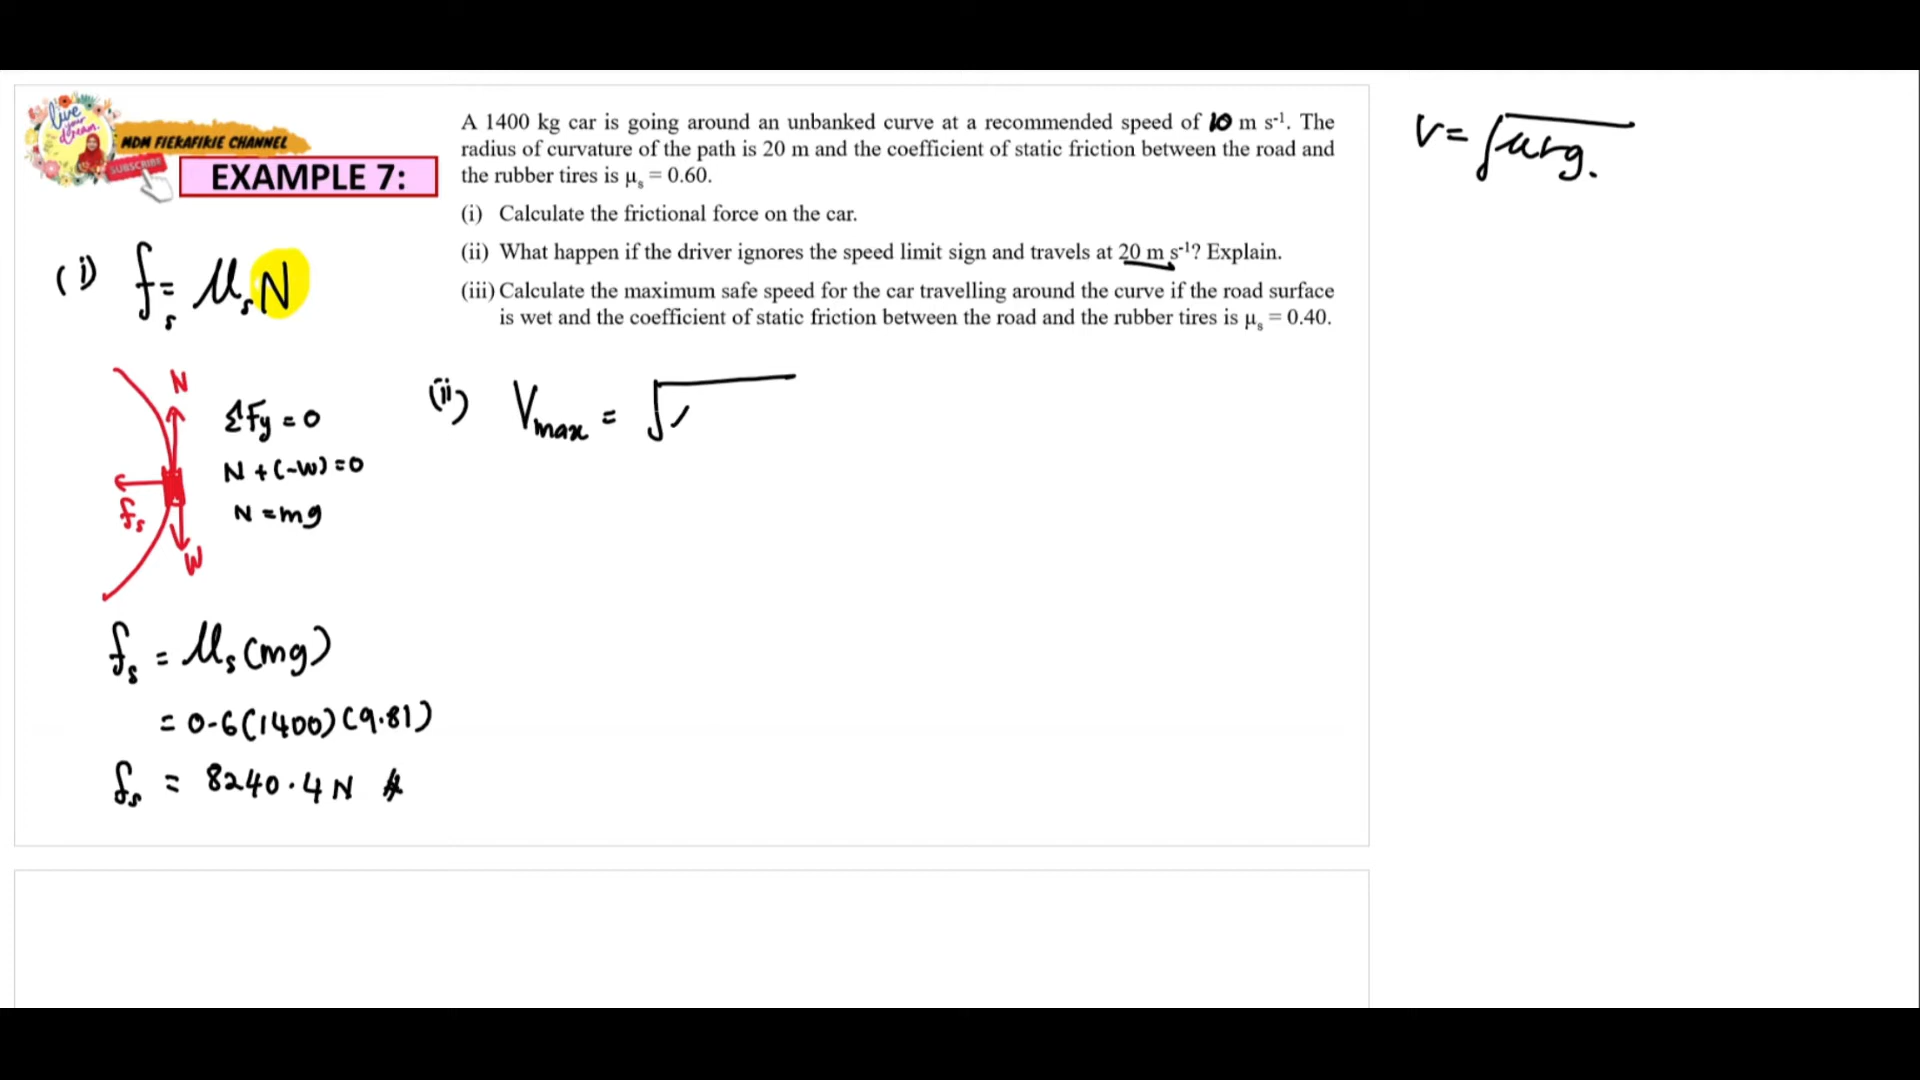 live
your
dream.
MDM FIEKAFIKIE CHANNEL
SUBSCRIBE
EXAMPLE 7:
A 1400 kg car is going around an unbanked curve at a recommended speed of 10 m s⁻¹. The
radius of curvature of the path is 20 m and the coefficient of static friction between the road and
the rubber tires is μₛ = 0.60.
(i) Calculate the frictional force on the car.
(ii) What happen if the driver ignores the speed limit sign and travels at 20 m s⁻¹? Explain.
(iii) Calculate the maximum safe speed for the car travelling around the curve if the road surface
is wet and the coefficient of static friction between the road and the rubber tires is μₛ = 0.40.
V = √μrg.
(i) fₛ = μₛN
N
fₛ
W
ΣFy = 0
N + (-W) = 0
N = mg
fₛ = μₛ(mg)
= 0.6(1400)(9.81)
fₛ = 8240.4 N #
(ii) Vmax = √